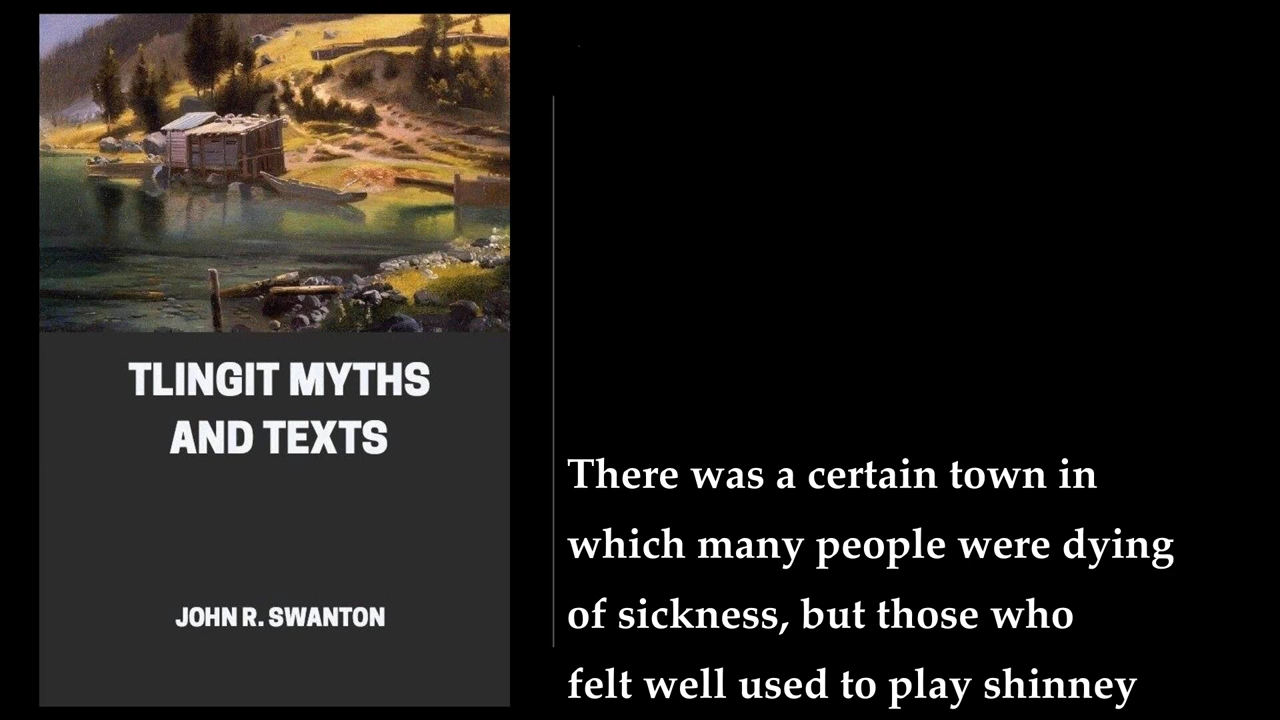 TLINGIT MYTHS
AND TEXTS
JOHN R. SWANTON
There was a certain town in
which many people were dying
of sickness, but those who
felt well used to play shinney